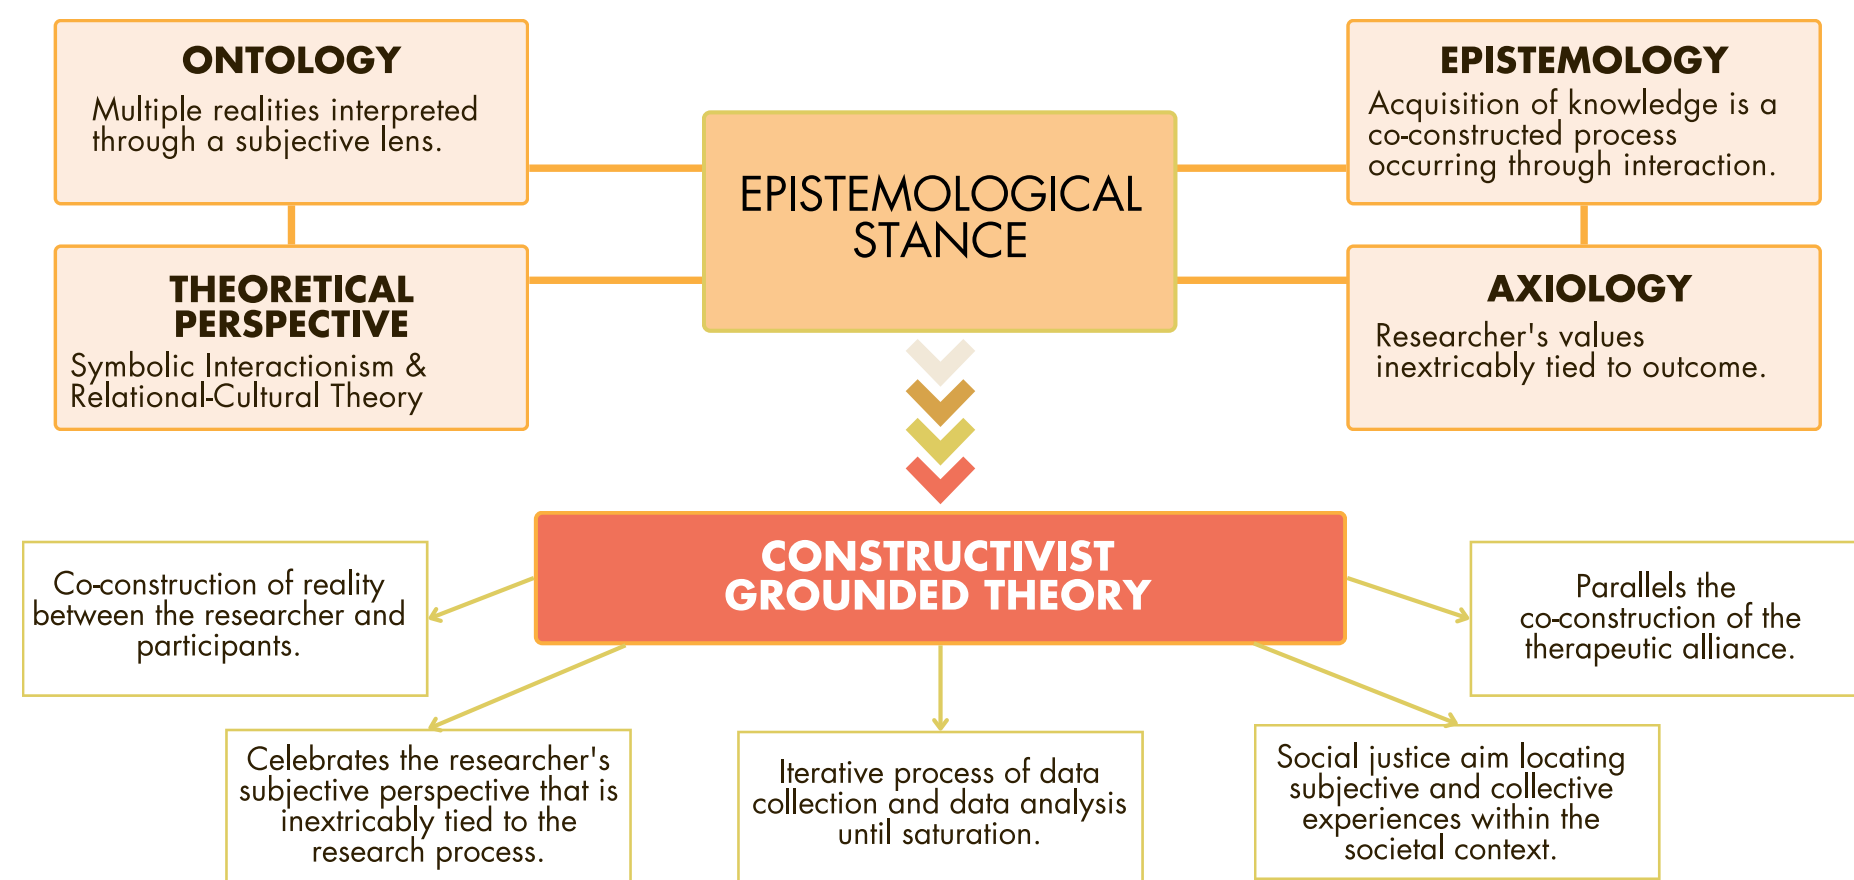 ONTOLOGY
Multiple realities interpreted
through a subjective lens.
EPISTEMOLOGY
Acquisition of knowledge is a
co-constructed process
occurring through interaction.
EPISTEMOLOGICAL
STANCE
THEORETICAL
PERSPECTIVE
Symbolic Interactionism &
Relational-Cultural Theory
AXIOLOGY
Researcher's values
inextricably tied to outcome.
CONSTRUCTIVIST
GROUNDED THEORY
Co-construction of reality
between the researcher and
participants.
Parallels the
co-construction of the
therapeutic alliance.
Celebrates the researcher's
subjective perspective that is
inextricably tied to the
research process.
Iterative process of data
collection and data analysis
until saturation.
Social justice aim locating
subjective and collective
experiences within the
societal context.